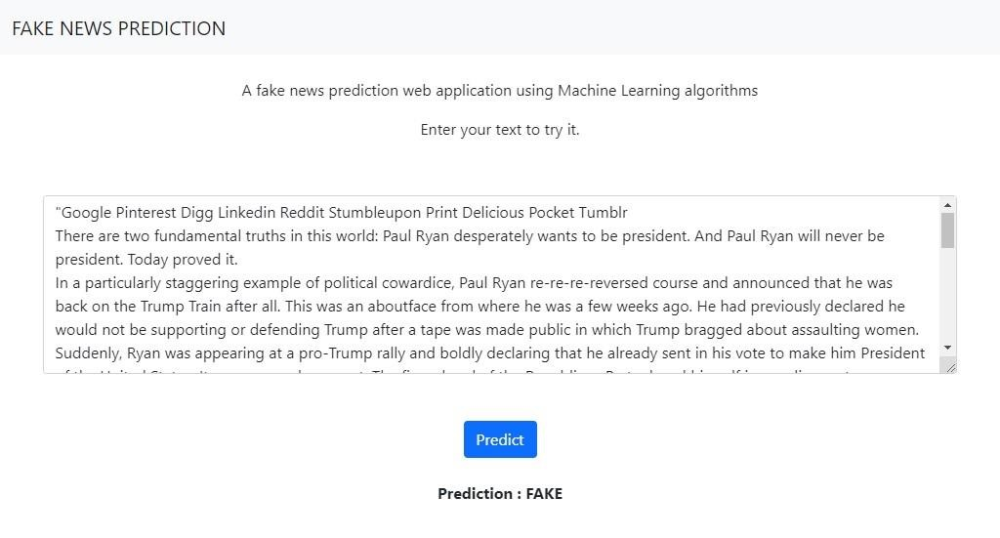 FAKE NEWS PREDICTION
A fake news prediction web application using Machine Learning algorithms
Enter your text to try it.
"Google Pinterest Digg Linkedin Reddit Stumbleupon Print Delicious Pocket Tumblr
There are two fundamental truths in this world: Paul Ryan desperately wants to be president. And Paul Ryan will never be
president. Today proved it.
In a particularly staggering example of political cowardice, Paul Ryan re-re-re-reversed course and announced that he was
back on the Trump Train after all. This was an aboutface from where he was a few weeks ago. He had previously declared he
would not be supporting or defending Trump after a tape was made public in which Trump bragged about assaulting women.
Suddenly, Ryan was appearing at a pro-Trump rally and boldly declaring that he already sent in his vote to make him President
Predict
Prediction : FAKE